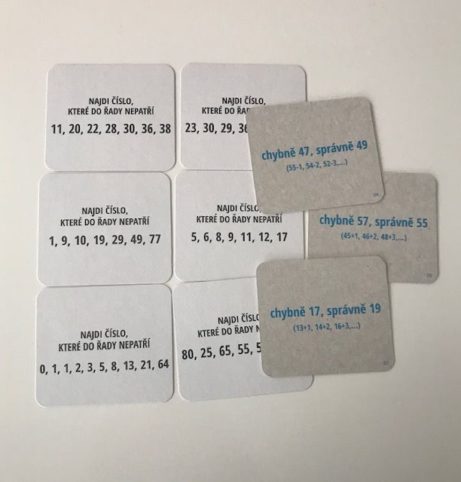 NAJDI ČÍSLO,
KTERÉ DO ŘADY NEPATŘÍ
11, 20, 22, 28, 30, 36, 38
NAJDI ČÍSLO,
KTERÉ DO ŘADY
23, 30, 29,
chybně 47, správně 49
(55-1, 54-2, 52-3,...)
NAJDI ČÍSLO,
KTERÉ DO ŘADY NEPATŘÍ
1, 9, 10, 19, 29, 49, 77
NAJDI ČÍSLO,
KTERÉ DO ŘADY NEPATŘÍ
5, 6, 8, 9, 11, 12, 17
chybně 57, správně 55
(45+1, 46+2, 48+3,...)
NAJDI ČÍSLO,
KTERÉ DO ŘADY NEPATŘÍ
0, 1, 1, 2, 3, 5, 8, 13, 21, 64
NAJDI
KTERÉ DO ŘADY
80, 25, 65, 55,
chybně 17, správně 19
(13+1, 14+2, 16+3,...)